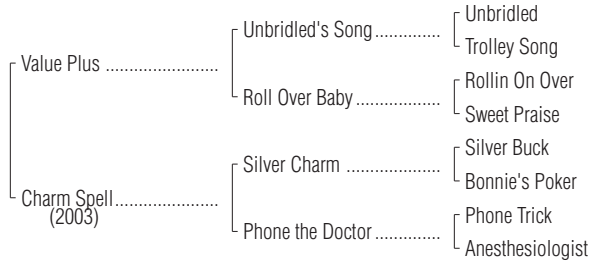 Unbridled
Unbridled's Song..............
Trolley Song
Value Plus .......................
Rollin On Over
Roll Over Baby .................
Sweet Praise
Silver Buck
Silver Charm ...................
Bonnie's Poker
Charm Spell.....................
(2003)
Phone Trick
Phone the Doctor..............
Anesthesiologist